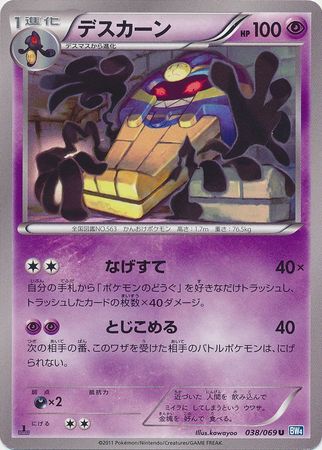 1進化 デスカーン HP100
デスマスから進化
全国図鑑NO.563 かんおけポケモン 高さ:1.7m 重さ:76.5kg
なげすて 40×
自分の手札から「ポケモンのどうぐ」を好きなだけトラッシュし、
トラッシュしたカードの枚数×40ダメージ。
とじこめる 40
次の相手の番、このワザを受けた相手のバトルポケモンは、にげ
られない。
弱点 抵抗力
×2
にげる
近づいた 人間を 飲み込んで
ミイラに してしまう といわれる。
金塊を 好んで 食べる。
Illus.kawayoo 038/069 U BW4
©2011 Pokémon/Nintendo/Creatures/GAME FREAK.